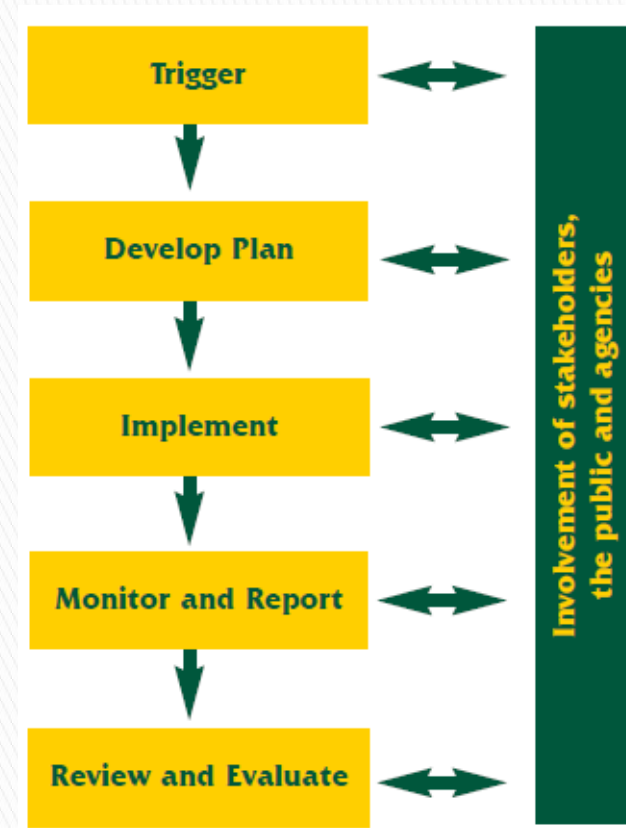 Trigger
Develop Plan
Implement
Monitor and Report
Review and Evaluate
Involvement of stakeholders,
the public and agencies